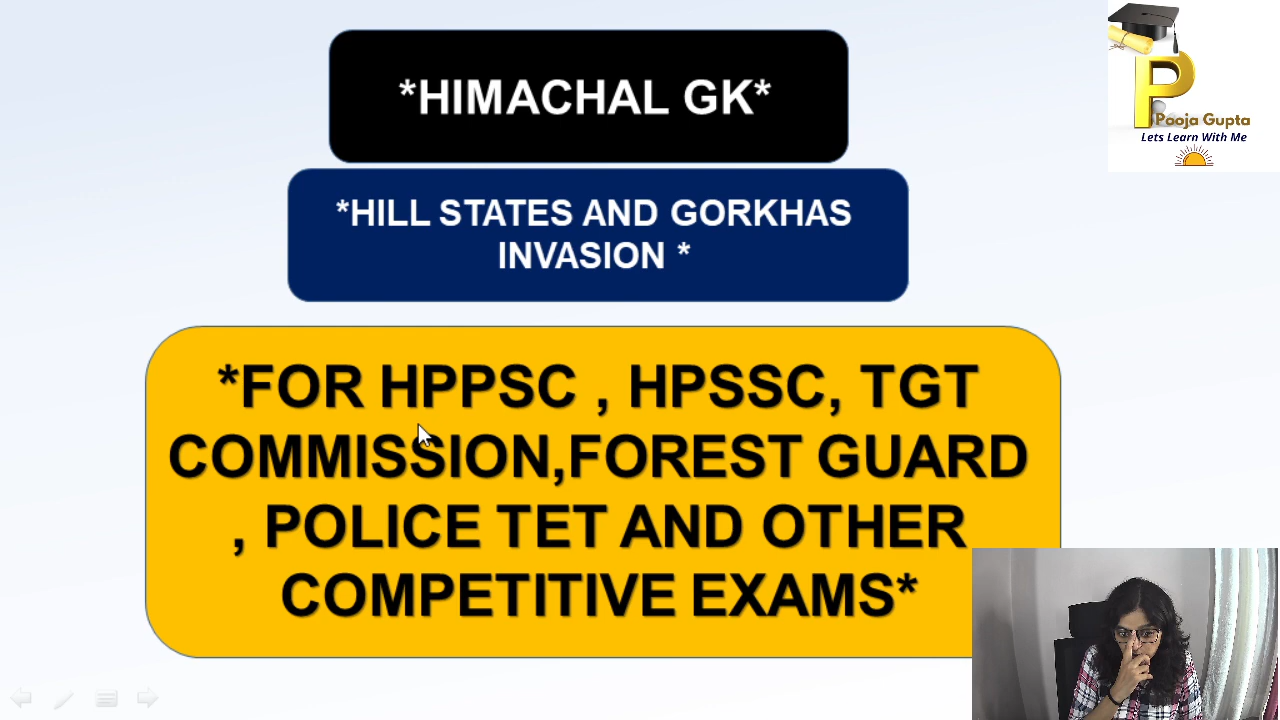 *HIMACHAL GK*
*HILL STATES AND GORKHAS
INVASION *
*FOR HPPSC , HPSSC, TGT
COMMISSION,FOREST GUARD
, POLICE TET AND OTHER
COMPETITIVE EXAMS*
P
Pooja Gupta
Lets Learn With Me